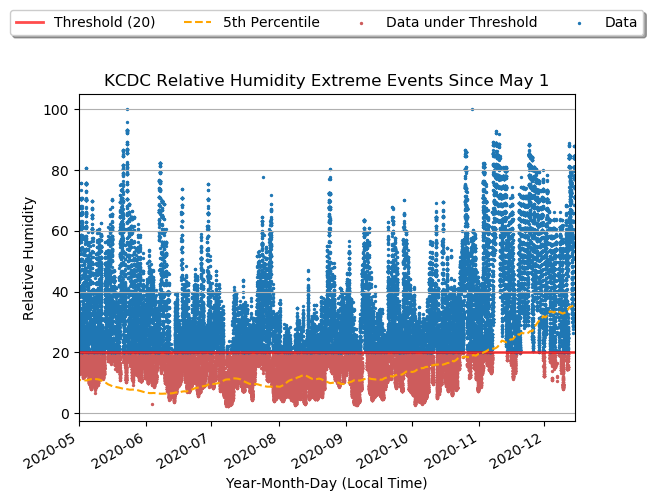 Threshold (20) 5th Percentile Data under Threshold Data
KCDC Relative Humidity Extreme Events Since May 1
100
80
60
40
20
0
Relative Humidity
2020-05 2020-06 2020-07 2020-08 2020-09 2020-10 2020-11 2020-12
Year-Month-Day (Local Time)